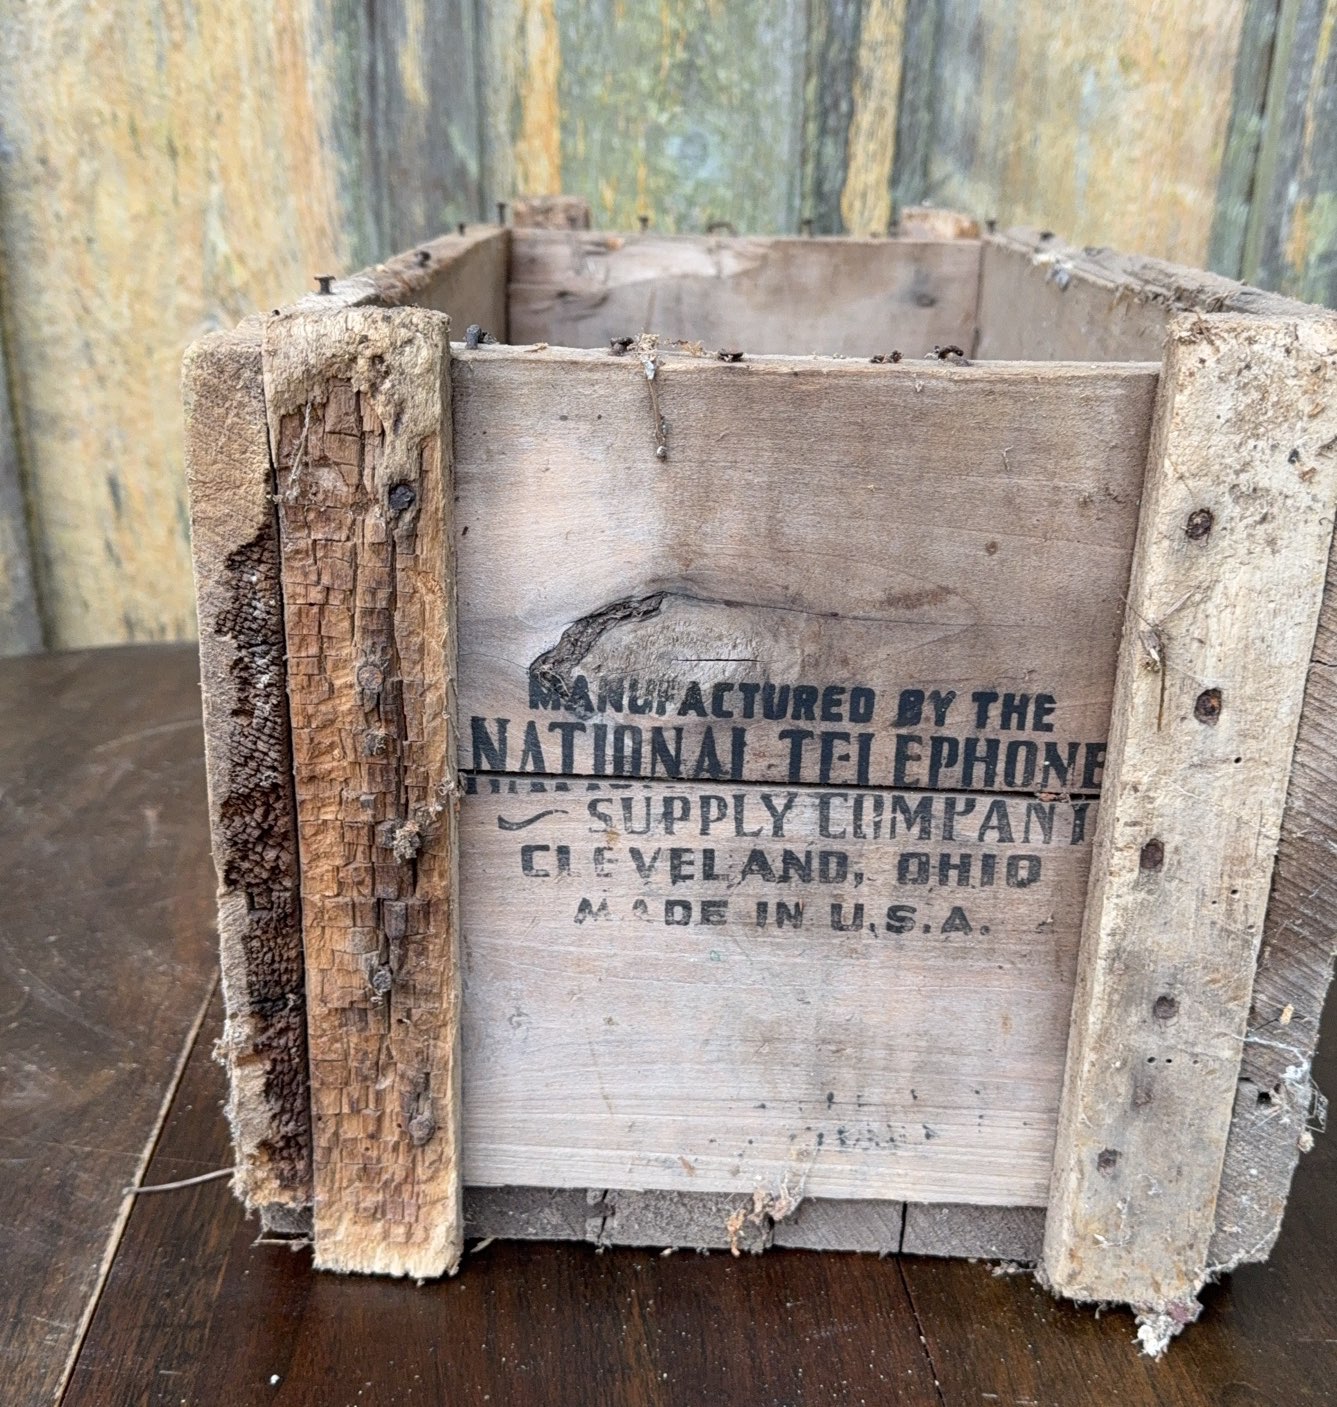 MANUFACTURED BY THE
NATIONAL TELEPHONE
SUPPLY COMPANY
CLEVELAND, OHIO
MADE IN U.S.A.